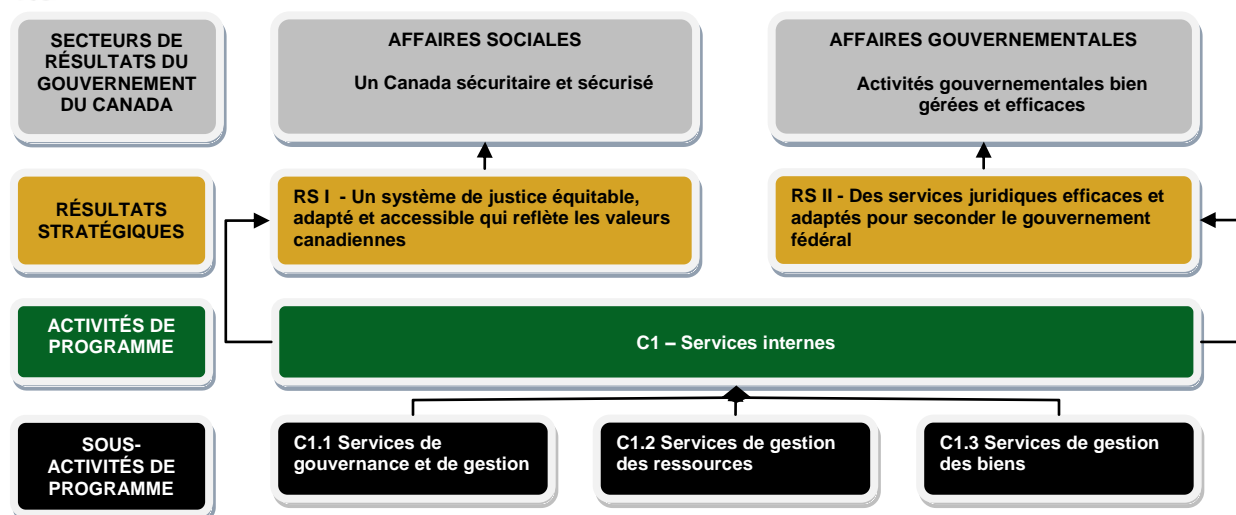 SECTEURS DE
RÉSULTATS DU
GOUVERNEMENT
DU CANADA
AFFAIRES SOCIALES
Un Canada sécuritaire et sécurisé
AFFAIRES GOUVERNEMENTALES
Activités gouvernementales bien
gérées et efficaces
RÉSULTATS
STRATÉGIQUES
RS I - Un système de justice équitable,
adapté et accessible qui reflète les valeurs
canadiennes
RS II - Des services juridiques efficaces et
adaptés pour seconder le gouvernement
fédéral
ACTIVITÉS DE
PROGRAMME
C1 – Services internes
SOUS-
ACTIVITÉS DE
PROGRAMME
C1.1 Services de
gouvernance et de gestion
C1.2 Services de gestion
des ressources
C1.3 Services de gestion
des biens